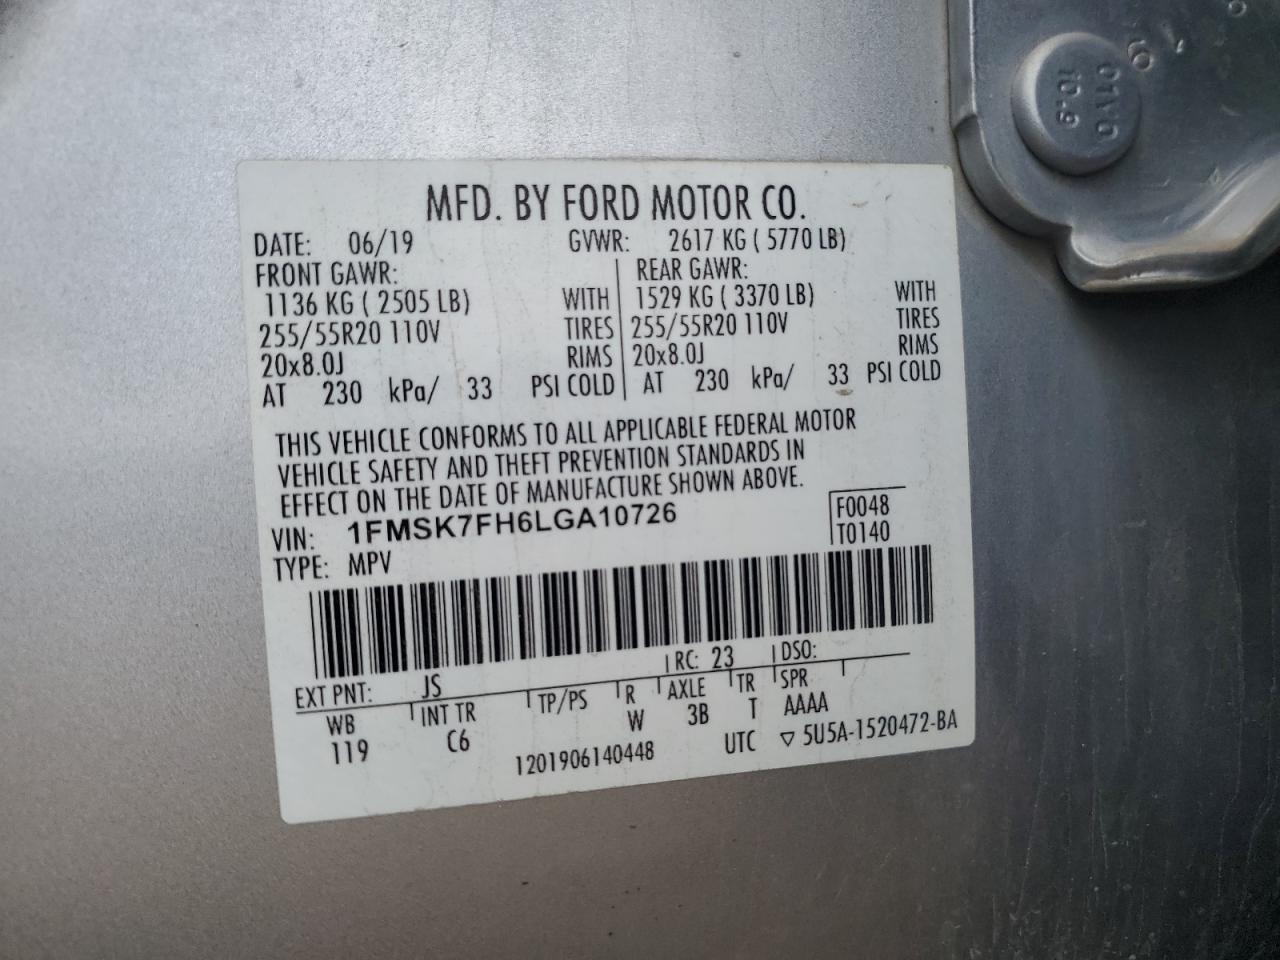 MFD. BY FORD MOTOR CO.
DATE: 06/19 GVWR: 2617 KG ( 5770 LB)
FRONT GAWR: REAR GAWR:
1136 KG ( 2505 LB) WITH 1529 KG ( 3370 LB) WITH
255/55R20 110V TIRES 255/55R20 110V TIRES
20x8.0J RIMS 20x8.0J RIMS
AT 230 kPa/ 33 PSI COLD AT 230 kPa/ 33 PSI COLD
THIS VEHICLE CONFORMS TO ALL APPLICABLE FEDERAL MOTOR
VEHICLE SAFETY AND THEFT PREVENTION STANDARDS IN
EFFECT ON THE DATE OF MANUFACTURE SHOWN ABOVE.
VIN: 1FMSK7FH6LGA10726 F0048
TYPE: MPV T0140
RC: 23 DSO:
EXT PNT: JS
WB INT TR TP/PS R AXLE TR SPR
119 C6 W 3B T AAAA
1201906140448 UTC ▽ 5U5A-1520472-BA
10.9